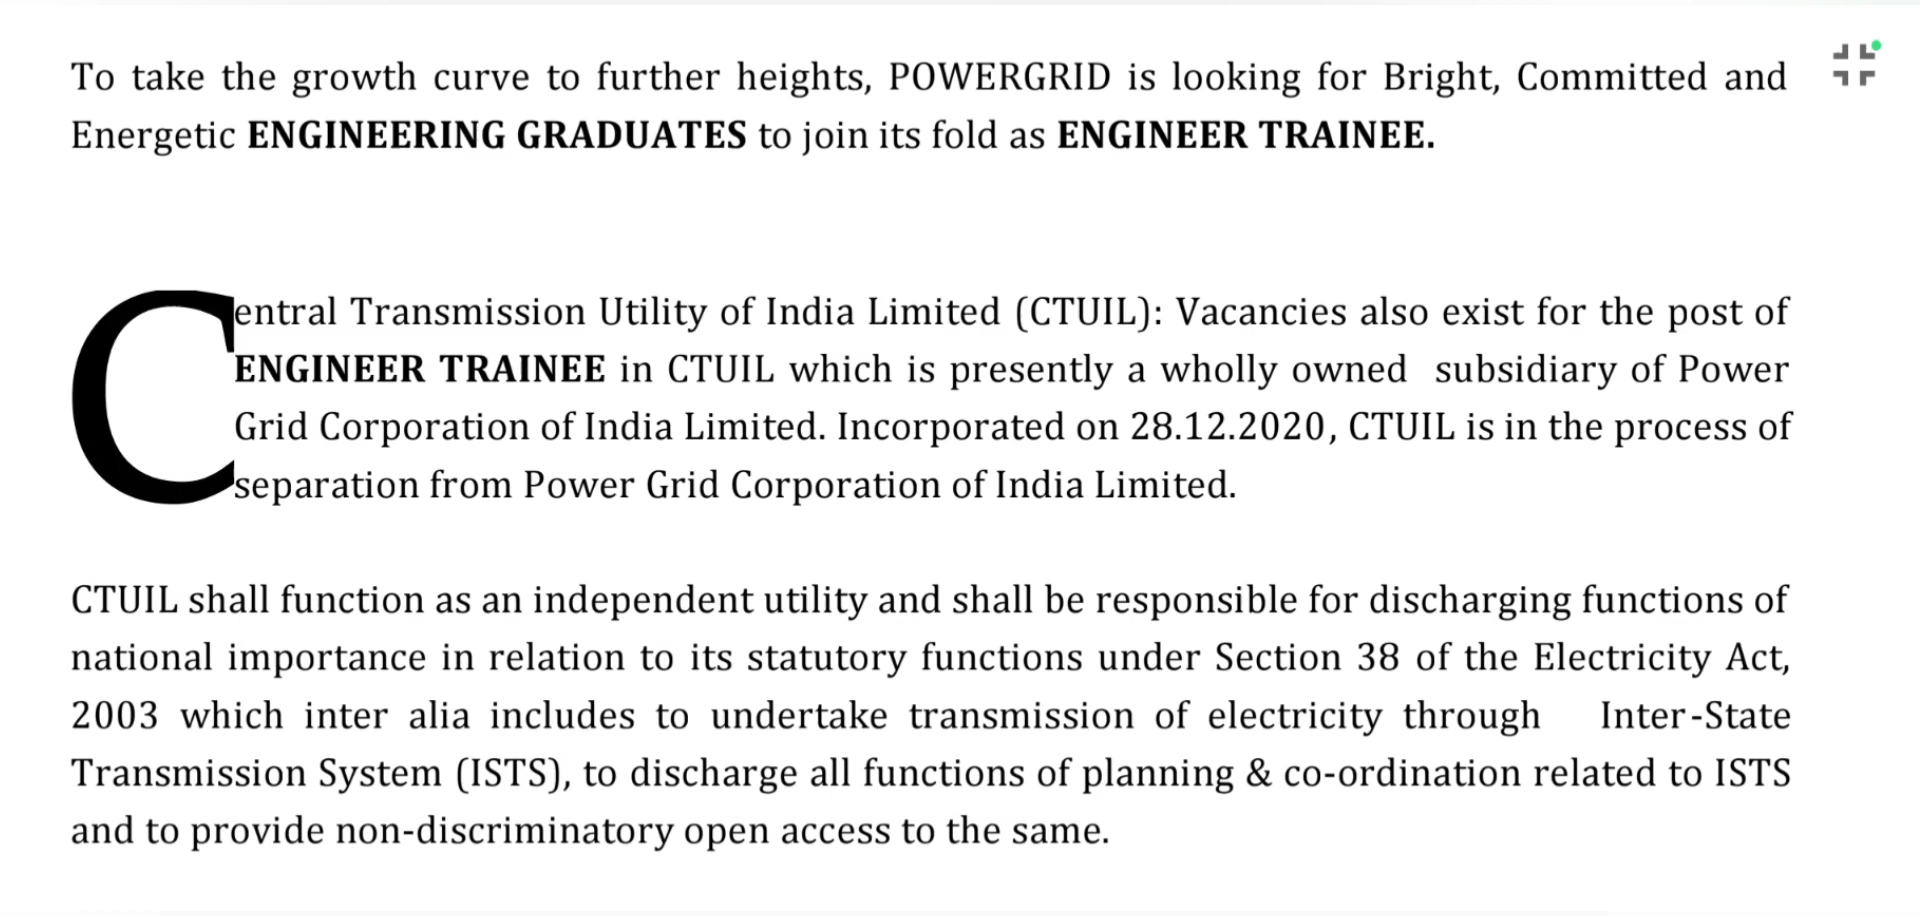 To take the growth curve to further heights, POWERGRID is looking for Bright, Committed and
Energetic ENGINEERING GRADUATES to join its fold as ENGINEER TRAINEE.
Central Transmission Utility of India Limited (CTUIL): Vacancies also exist for the post of
ENGINEER TRAINEE in CTUIL which is presently a wholly owned subsidiary of Power
Grid Corporation of India Limited. Incorporated on 28.12.2020, CTUIL is in the process of
separation from Power Grid Corporation of India Limited.
CTUIL shall function as an independent utility and shall be responsible for discharging functions of
national importance in relation to its statutory functions under Section 38 of the Electricity Act,
2003 which inter alia includes to undertake transmission of electricity through Inter-State
Transmission System (ISTS), to discharge all functions of planning & co-ordination related to ISTS
and to provide non-discriminatory open access to the same.